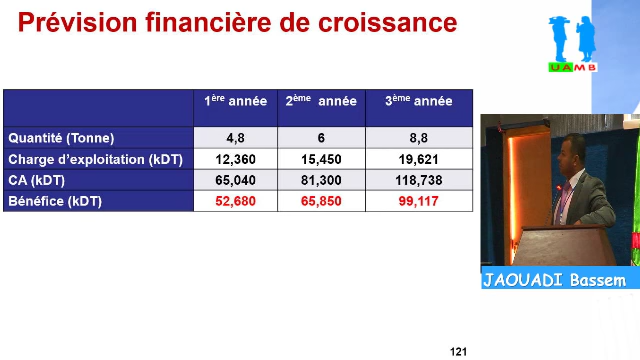 Prévision financière de croissance
UAMB
1ère année 2ème année 3ème année
Quantité (Tonne) 4,8 6 8,8
Charge d'exploitation (kDT) 12,360 15,450 19,621
CA (kDT) 65,040 81,300 118,738
Bénéfice (kDT) 52,680 65,850 99,117
JAOUADI Bassem
121